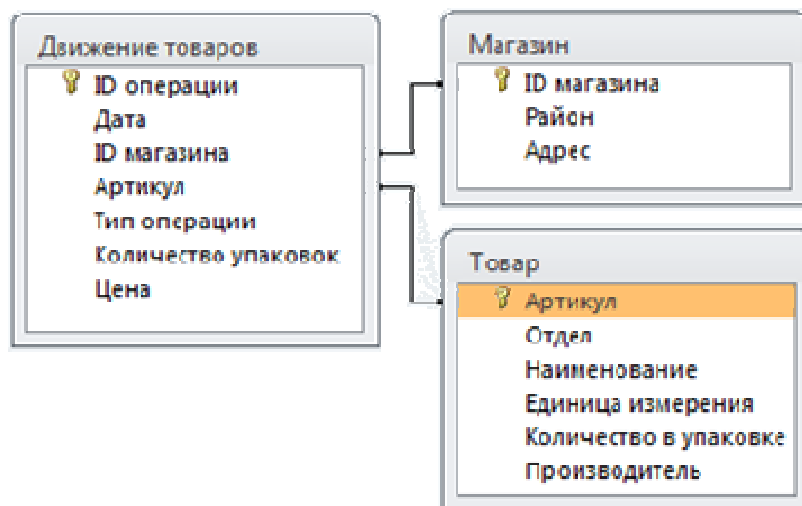 Движение товаров
ID операции
Дата
ID магазина
Артикул
Тип операции
Количество упаковок
Цена
Магазин
ID магазина
Район
Адрес
Товар
Артикул
Отдел
Наименование
Единица измерения
Количество в упаковке
Производитель